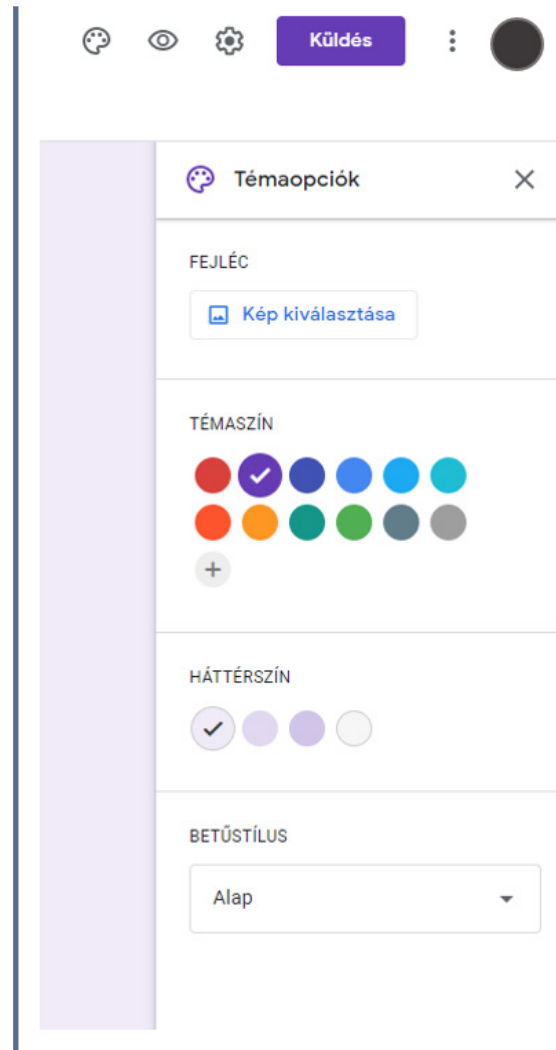 Küldés
Témaopciók
FEJLÉC
Kép kiválasztása
TÉMASZÍN
HÁTTÉRSZÍN
BETŰSTÍLUS
Alap